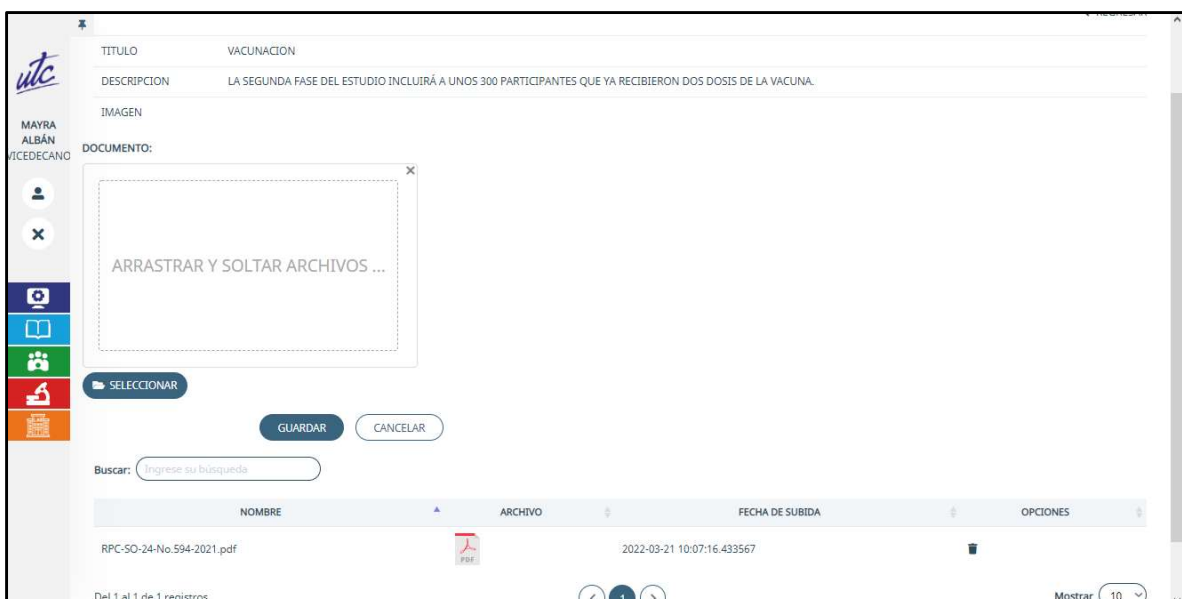 REGRESAR
utc
TITULO VACUNACION
DESCRIPCION LA SEGUNDA FASE DEL ESTUDIO INCLUIRÁ A UNOS 300 PARTICIPANTES QUE YA RECIBIERON DOS DOSIS DE LA VACUNA.
IMAGEN
MAYRA
ALBÁN
VICEDECANO
DOCUMENTO:
ARRASTRAR Y SOLTAR ARCHIVOS ...
SELECCIONAR
GUARDAR CANCELAR
Buscar: Ingrese su búsqueda
NOMBRE ARCHIVO FECHA DE SUBIDA OPCIONES
RPC-SO-24-No.594-2021.pdf PDF 2022-03-21 10:07:16.433567
Del 1 al 1 de 1 registros 1 Mostrar 10